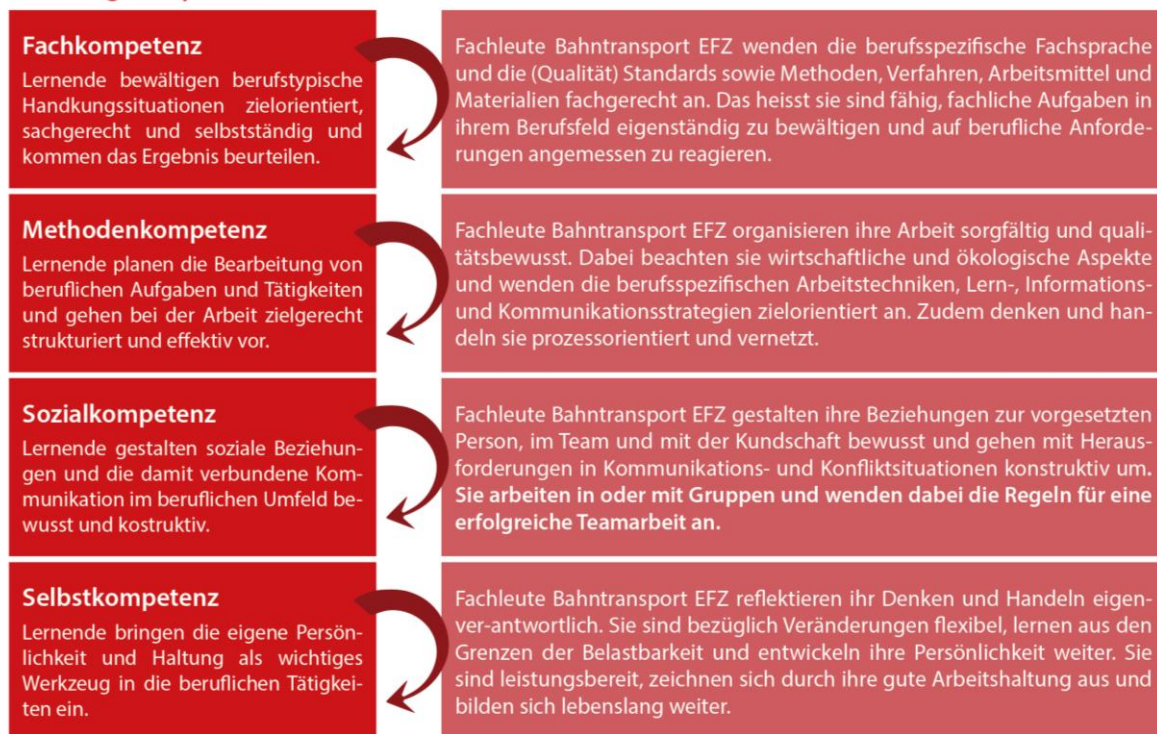 Fachkompetenz
Lernende bewältigen berufstypische
Handkungssituationen zielorientiert,
sachgerecht und selbstständig und
kommen das Ergebnis beurteilen.
Fachleute Bahntransport EFZ wenden die berufsspezifische Fachsprache
und die (Qualität) Standards sowie Methoden, Verfahren, Arbeitsmittel und
Materialien fachgerecht an. Das heisst sie sind fähig, fachliche Aufgaben in
ihrem Berufsfeld eigenständig zu bewältigen und auf berufliche Anforde-
rungen angemessen zu reagieren.
Methodenkompetenz
Lernende planen die Bearbeitung von
beruflichen Aufgaben und Tätigkeiten
und gehen bei der Arbeit zielgerecht
strukturiert und effektiv vor.
Fachleute Bahntransport EFZ organisieren ihre Arbeit sorgfältig und quali-
tätsbewusst. Dabei beachten sie wirtschaftliche und ökologische Aspekte
und wenden die berufsspezifischen Arbeitstechniken, Lern-, Informations-
und Kommunikationsstrategien zielorientiert an. Zudem denken und han-
deln sie prozessorientiert und vernetzt.
Sozialkompetenz
Lernende gestalten soziale Beziehun-
gen und die damit verbundene Kom-
munikation im beruflichen Umfeld be-
wusst und kostruktiv.
Fachleute Bahntransport EFZ gestalten ihre Beziehungen zur vorgesetzten
Person, im Team und mit der Kundschaft bewusst und gehen mit Heraus-
forderungen in Kommunikations- und Konfliktsituationen konstruktiv um.
Sie arbeiten in oder mit Gruppen und wenden dabei die Regeln für eine
erfolgreiche Teamarbeit an.
Selbstkompetenz
Lernende bringen die eigene Persön-
lichkeit und Haltung als wichtiges
Werkzeug in die beruflichen Tätigkei-
ten ein.
Fachleute Bahntransport EFZ reflektieren ihr Denken und Handeln eigen-
ver-antwortlich. Sie sind bezüglich Veränderungen flexibel, lernen aus den
Grenzen der Belastbarkeit und entwickeln ihre Persönlichkeit weiter. Sie
sind leistungsbereit, zeichnen sich durch ihre gute Arbeitshaltung aus und
bilden sich lebenslang weiter.